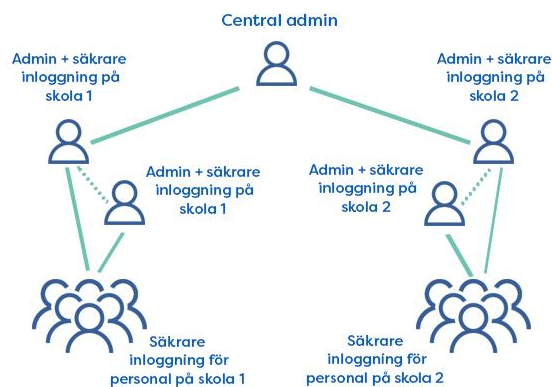 Central admin
Admin + säkrare
inloggning på
skola 1
Admin + säkrare
inloggning på
skola 2
Admin + säkrare
inloggning på
skola 1
Admin + säkrare
inloggning på
skola 2
Säkrare
inloggning för
personal på skola 1
Säkrare
inloggning för
personal på skola 2